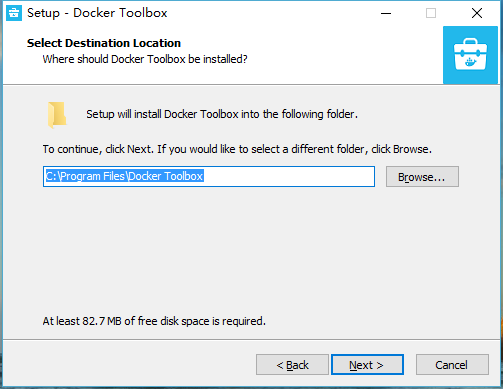 Setup - Docker Toolbox
Select Destination Location
Where should Docker Toolbox be installed?
Setup will install Docker Toolbox into the following folder.
To continue, click Next. If you would like to select a different folder, click Browse.
C:\Program Files\Docker Toolbox
Browse...
At least 82.7 MB of free disk space is required.
< Back
Next >
Cancel